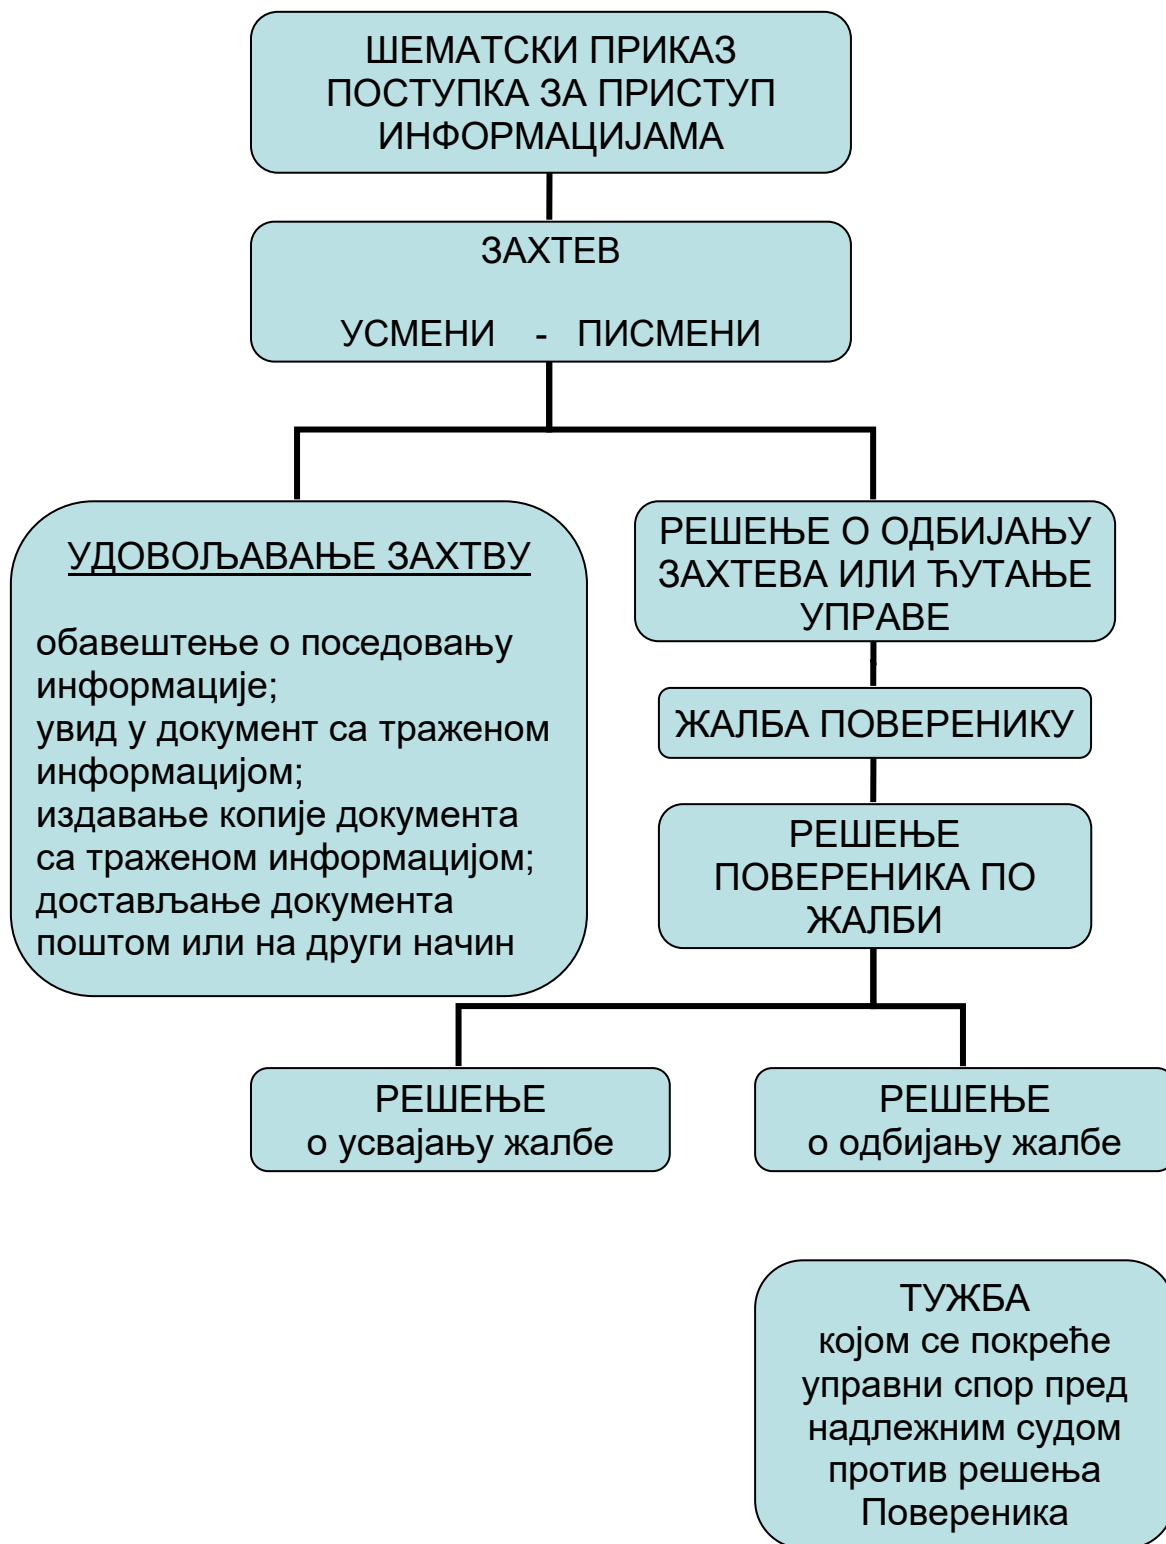 ШЕМАТСКИ ПРИКАЗ
ПОСТУПКА ЗА ПРИСТУП
ИНФОРМАЦИЈАМА
ЗАХТЕВ
УСМЕНИ - ПИСМЕНИ
УДОВОЉАВАЊЕ ЗАХТВУ
обавештење о поседовању
информације;
увид у документ са траженом
информацијом;
издавање копије документа
са траженом информацијом;
достављање документа
поштом или на други начин
РЕШЕЊЕ О ОДБИЈАЊУ
ЗАХТЕВА ИЛИ ЋУТАЊЕ
УПРАВЕ
ЖАЛБА ПОВЕРЕНИКУ
РЕШЕЊЕ
ПОВЕРЕНИКА ПО
ЖАЛБИ
РЕШЕЊЕ
о усвајању жалбе
РЕШЕЊЕ
о одбијању жалбе
ТУЖБА
којом се покреће
управни спор пред
надлежним судом
против решења
Повереника